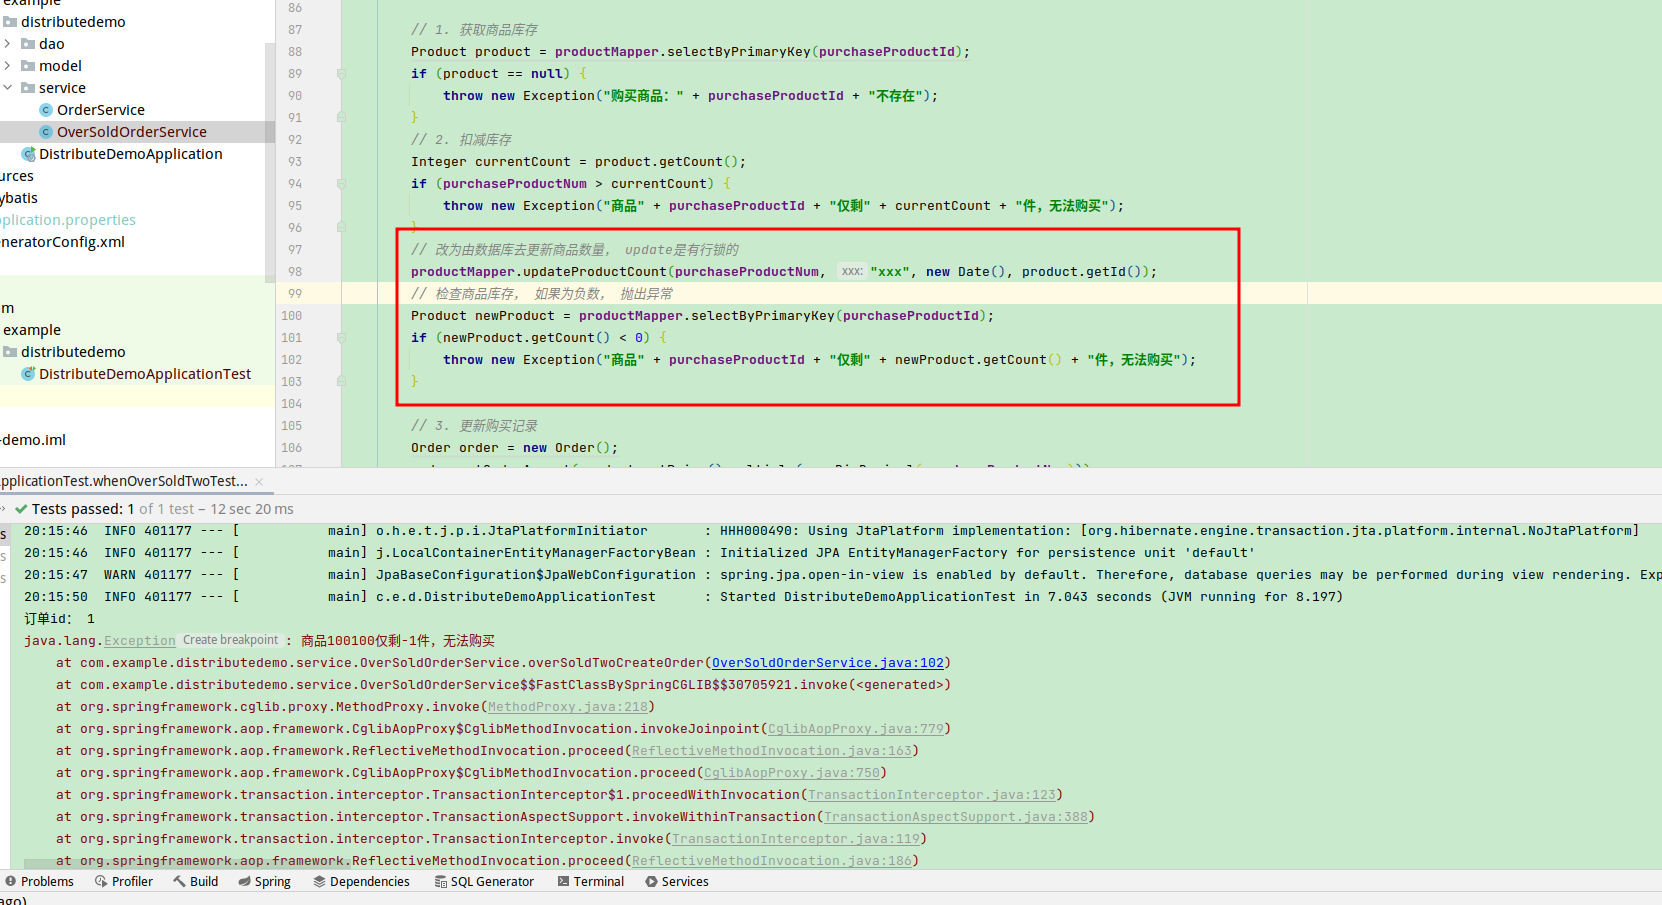 example
distributedemo
dao
model
service
OrderService
OverSoldOrderService
DistributeDemoApplication
urces
ybatis
pplication.properties
eneratorConfig.xml
m
example
distributedemo
DistributeDemoApplicationTest
-demo.iml
86
87 // 1. 获取商品库存
88 Product product = productMapper.selectByPrimaryKey(purchaseProductId);
89 if (product == null) {
90 throw new Exception("购买商品：" + purchaseProductId + "不存在");
91 }
92 // 2. 扣减库存
93 Integer currentCount = product.getCount();
94 if (purchaseProductNum > currentCount) {
95 throw new Exception("商品" + purchaseProductId + "仅剩" + currentCount + "件，无法购买");
96 }
97 // 改为由数据库去更新商品数量， update是有行锁的
98 productMapper.updateProductCount(purchaseProductNum, xxx: "xxx", new Date(), product.getId());
99 // 检查商品库存， 如果为负数， 抛出异常
100 Product newProduct = productMapper.selectByPrimaryKey(purchaseProductId);
101 if (newProduct.getCount() < 0) {
102 throw new Exception("商品" + purchaseProductId + "仅剩" + newProduct.getCount() + "件，无法购买");
103 }
104
105 // 3. 更新购买记录
106 Order order = new Order();
pplicationTest.whenOverSoldTwoTest...
Tests passed: 1 of 1 test – 12 sec 20 ms
20:15:46 INFO 401177 --- [ main] o.h.e.t.j.p.i.JtaPlatformInitiator : HHH000490: Using JtaPlatform implementation: [org.hibernate.engine.transaction.jta.platform.internal.NoJtaPlatform]
20:15:46 INFO 401177 --- [ main] j.LocalContainerEntityManagerFactoryBean : Initialized JPA EntityManagerFactory for persistence unit 'default'
20:15:47 WARN 401177 --- [ main] JpaBaseConfiguration$JpaWebConfiguration : spring.jpa.open-in-view is enabled by default. Therefore, database queries may be performed during view rendering. Exp
20:15:50 INFO 401177 --- [ main] c.e.d.DistributeDemoApplicationTest : Started DistributeDemoApplicationTest in 7.043 seconds (JVM running for 8.197)
订单id： 1
java.lang.Exception Create breakpoint : 商品100100仅剩-1件，无法购买
at com.example.distributedemo.service.OverSoldOrderService.overSoldTwoCreateOrder(OverSoldOrderService.java:102)
at com.example.distributedemo.service.OverSoldOrderService$$FastClassBySpringCGLIB$$30705921.invoke(<generated>)
at org.springframework.cglib.proxy.MethodProxy.invoke(MethodProxy.java:218)
at org.springframework.aop.framework.CglibAopProxy$CglibMethodInvocation.invokeJoinpoint(CglibAopProxy.java:779)
at org.springframework.aop.framework.ReflectiveMethodInvocation.proceed(ReflectiveMethodInvocation.java:163)
at org.springframework.aop.framework.CglibAopProxy$CglibMethodInvocation.proceed(CglibAopProxy.java:750)
at org.springframework.transaction.interceptor.TransactionInterceptor$1.proceedWithInvocation(TransactionInterceptor.java:123)
at org.springframework.transaction.interceptor.TransactionAspectSupport.invokeWithinTransaction(TransactionAspectSupport.java:388)
at org.springframework.transaction.interceptor.TransactionInterceptor.invoke(TransactionInterceptor.java:119)
at org.springframework.aop.framework.ReflectiveMethodInvocation.proceed(ReflectiveMethodInvocation.java:186)
Problems Profiler Build Spring Dependencies SQL Generator Terminal Services
ago)